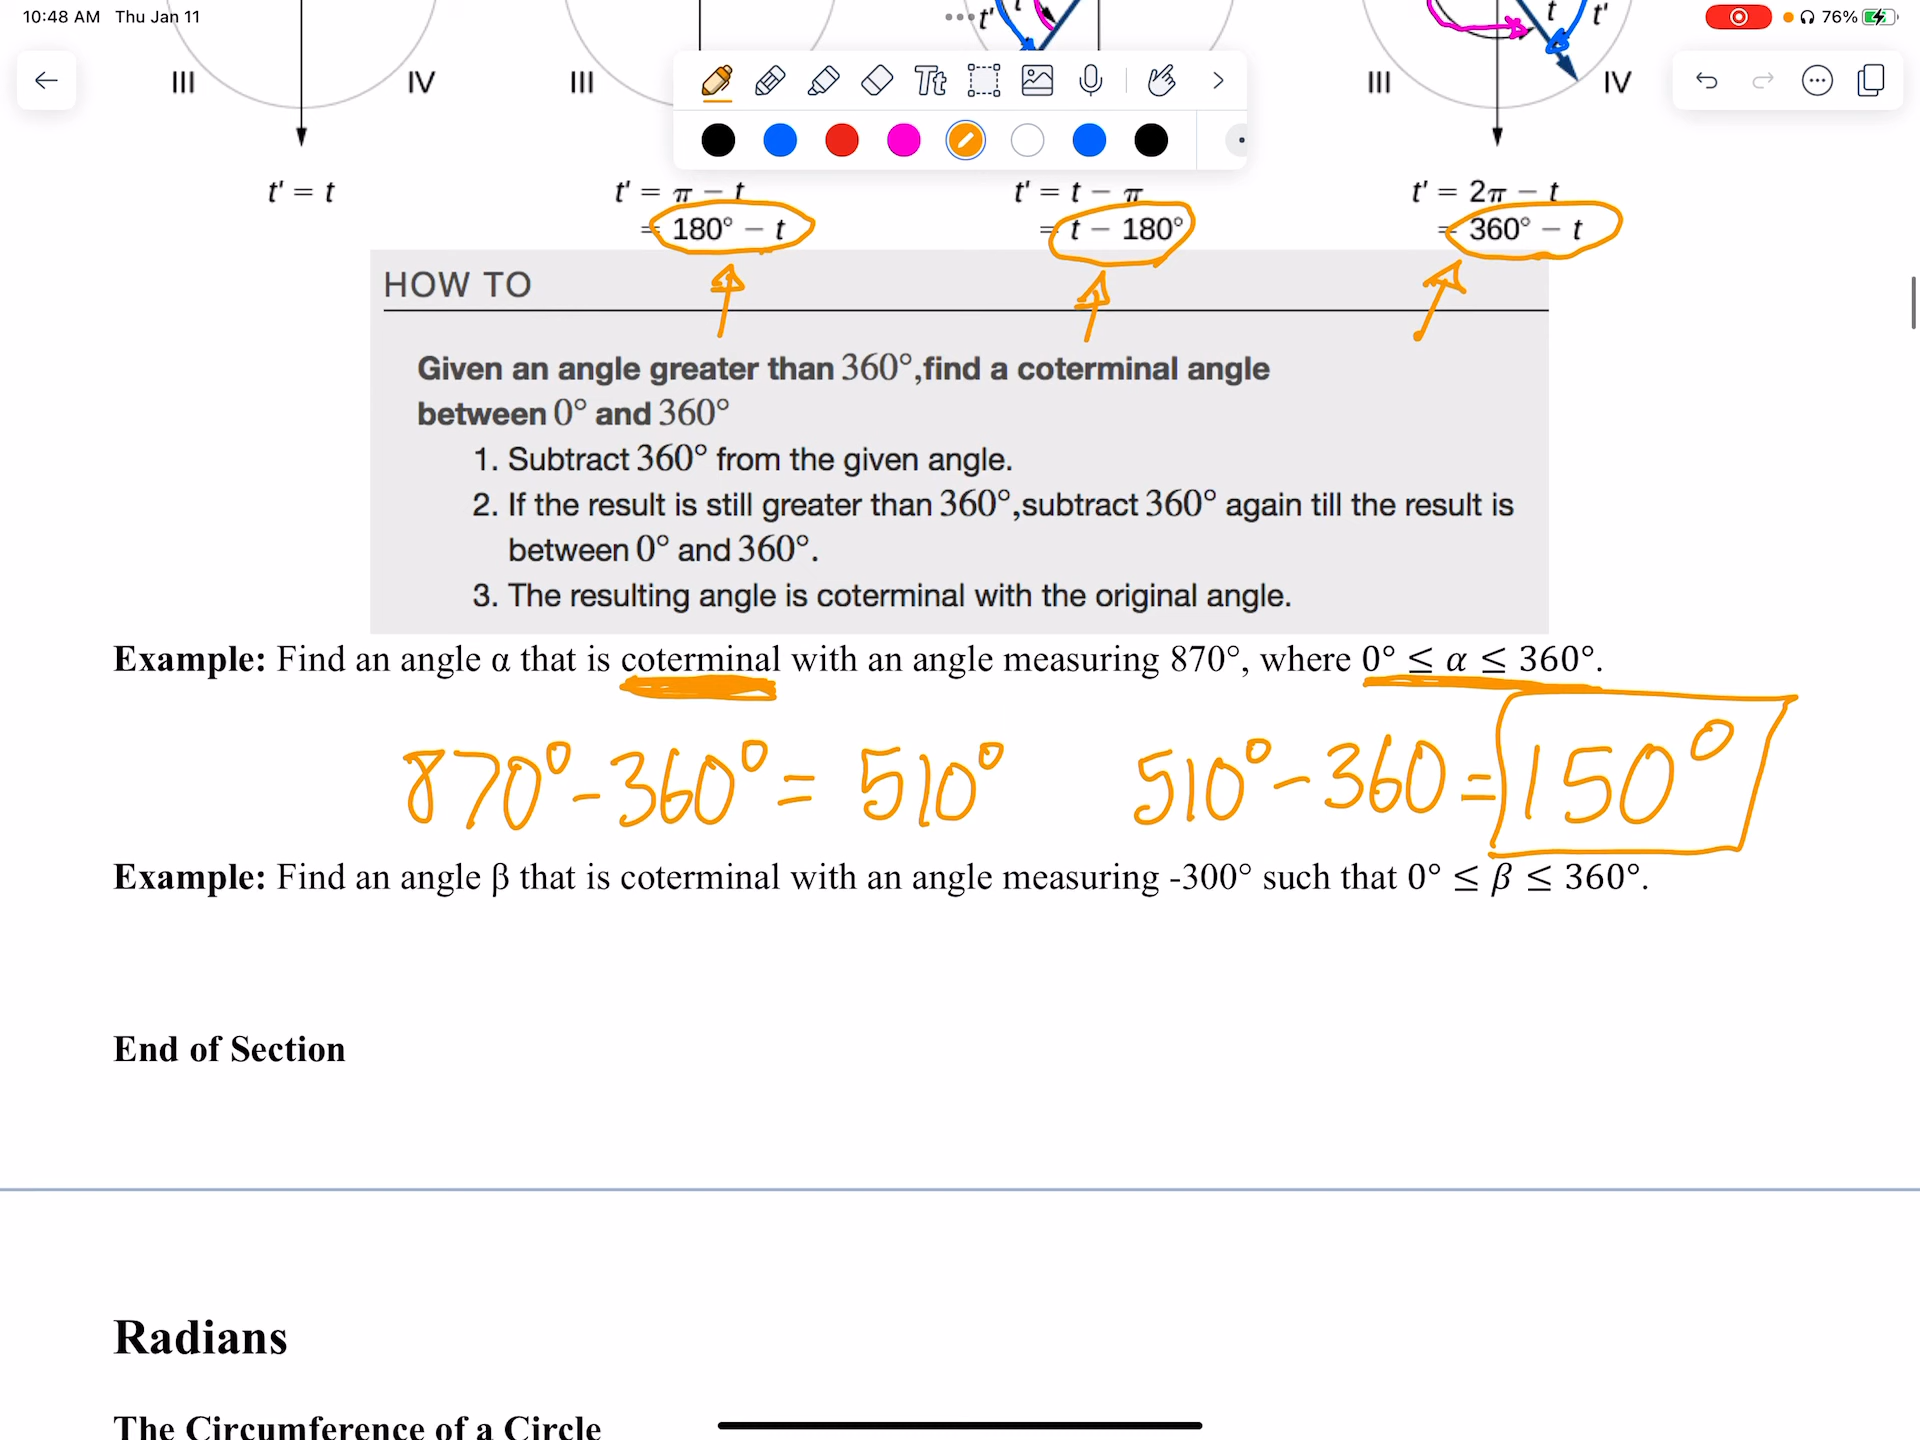 10:48 AM Thu Jan 11
76%
t' t
t t'
III IV III III IV
Tt
t' = t
t' = π − t
= 180° − t
t' = t − π
= t − 180°
t' = 2π − t
= 360° − t
HOW TO
Given an angle greater than 360°,find a coterminal angle
between 0° and 360°
1. Subtract 360° from the given angle.
2. If the result is still greater than 360°,subtract 360° again till the result is
between 0° and 360°.
3. The resulting angle is coterminal with the original angle.
Example: Find an angle α that is coterminal with an angle measuring 870°, where 0° ≤ α ≤ 360°.
870° - 360° = 510° 510° - 360 = 150°
Example: Find an angle β that is coterminal with an angle measuring -300° such that 0° ≤ β ≤ 360°.
End of Section
Radians
The Circumference of a Circle